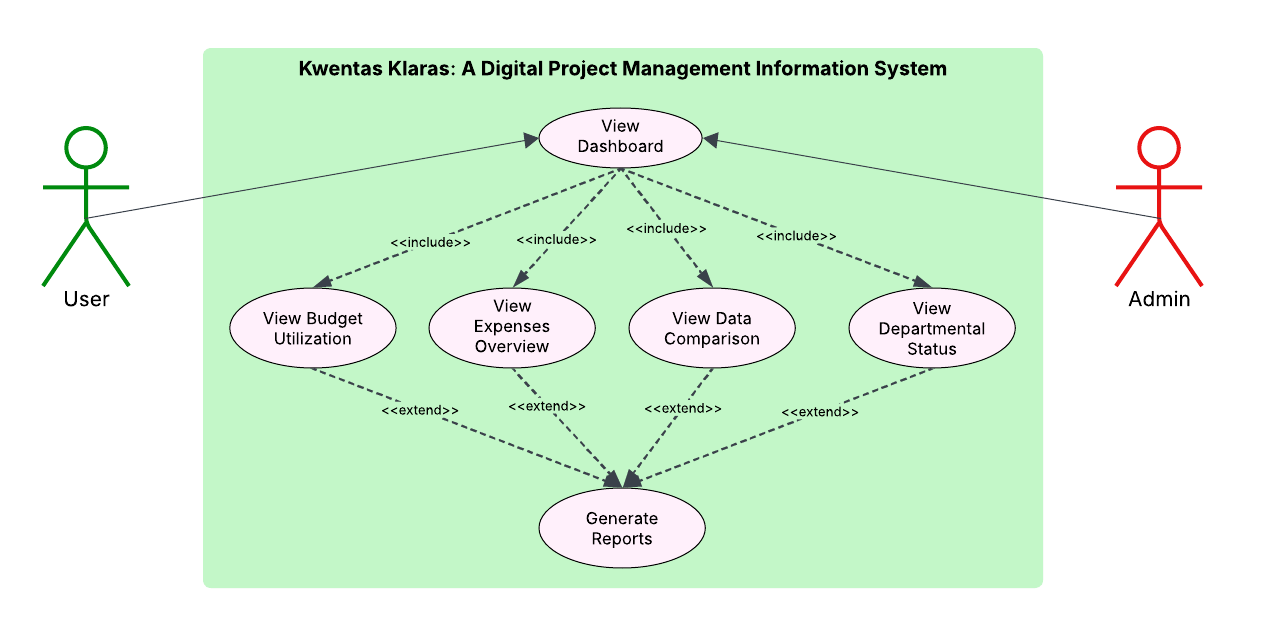 Kwentas Klaras: A Digital Project Management Information System
View
Dashboard
<<include>>
<<include>>
<<include>>
<<include>>
User
Admin
View Budget
Utilization
View
Expenses
Overview
View Data
Comparison
View
Departmental
Status
<<extend>>
<<extend>>
<<extend>>
<<extend>>
Generate
Reports